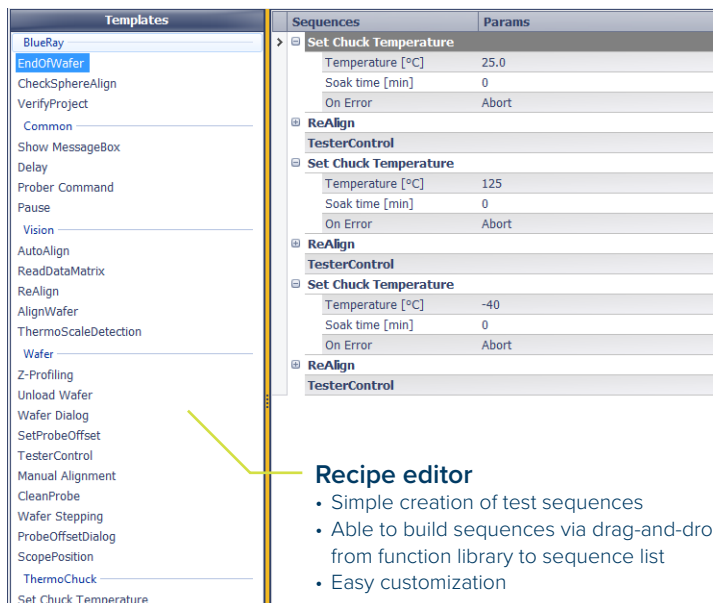 Templates
BlueRay
EndOfWafer
CheckSphereAlign
VerifyProject
Common
Show MessageBox
Delay
Prober Command
Pause
Vision
AutoAlign
ReadDataMatrix
ReAlign
AlignWafer
ThermoScaleDetection
Wafer
Z-Profiling
Unload Wafer
Wafer Dialog
SetProbeOffset
TesterControl
Manual Alignment
CleanProbe
Wafer Stepping
ProbeOffsetDialog
ScopePosition
ThermoChuck
Set Chuck Temperature
Sequences Params
Set Chuck Temperature
Temperature [°C] 25.0
Soak time [min] 0
On Error Abort
ReAlign
TesterControl
Set Chuck Temperature
Temperature [°C] 125
Soak time [min] 0
On Error Abort
ReAlign
TesterControl
Set Chuck Temperature
Temperature [°C] -40
Soak time [min] 0
On Error Abort
ReAlign
TesterControl
Recipe editor
• Simple creation of test sequences
• Able to build sequences via drag-and-dro
from function library to sequence list
• Easy customization